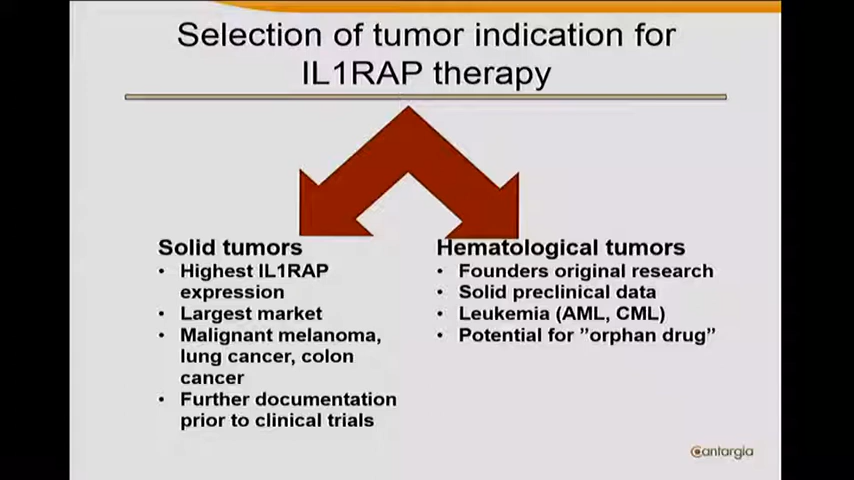 Selection of tumor indication for
IL1RAP therapy
Solid tumors
• Highest IL1RAP
expression
• Largest market
• Malignant melanoma,
lung cancer, colon
cancer
• Further documentation
prior to clinical trials
Hematological tumors
• Founders original research
• Solid preclinical data
• Leukemia (AML, CML)
• Potential for ”orphan drug”
Cantargia